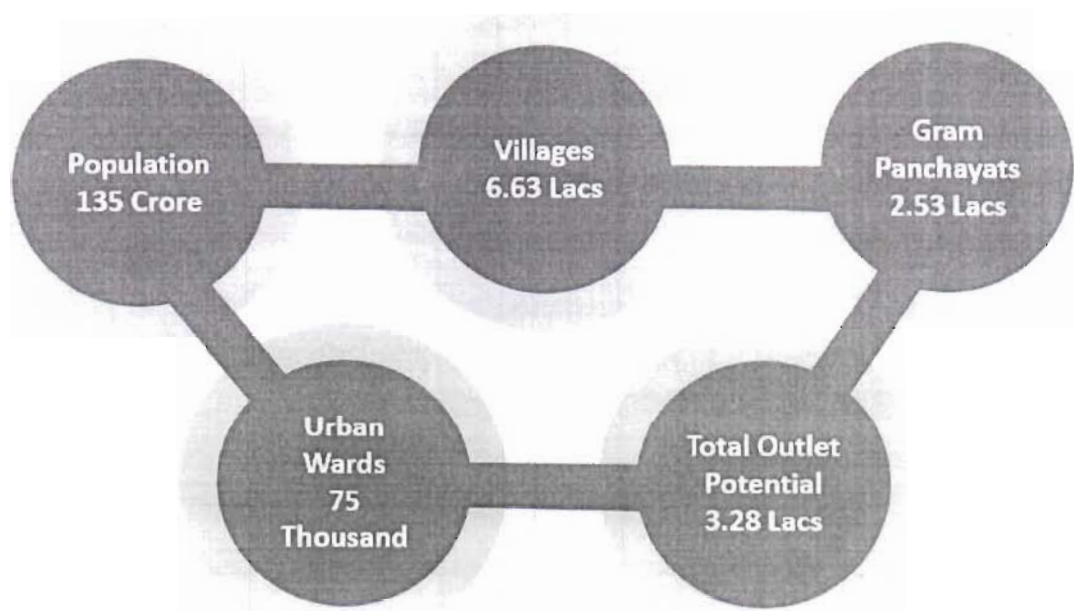 Population
135 Crore
Villages
6.63 Lacs
Gram
Panchayats
2.53 Lacs
Urban
Wards
75
Thousand
Total Outlet
Potential
3.28 Lacs